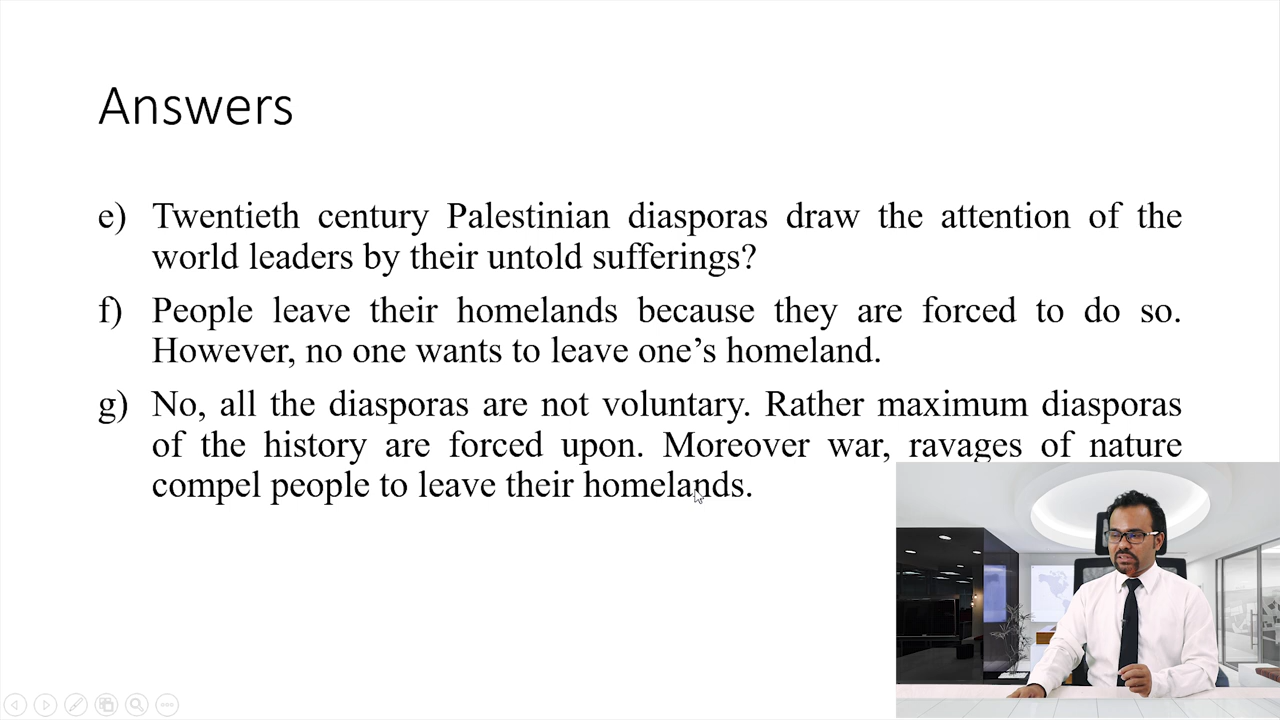 Answers
e) Twentieth century Palestinian diasporas draw the attention of the
world leaders by their untold sufferings?
f) People leave their homelands because they are forced to do so.
However, no one wants to leave one’s homeland.
g) No, all the diasporas are not voluntary. Rather maximum diasporas
of the history are forced upon. Moreover war, ravages of nature
compel people to leave their homelands.